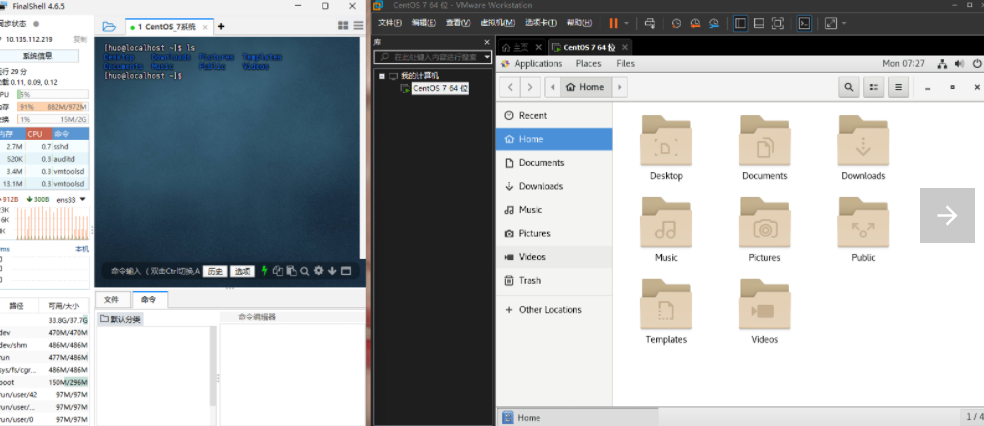 FinalShell 4.6.5
同步状态
10.135.112.219 复制
系统信息
运行 29 分
0.11, 0.09, 0.12
CPU 6%
内存 91% 882M/972M
交换 1% 15M/2G
内存 CPU 命令
2.7M 0.7 sshd
520K 0.3 auditd
3.4M 0.3 vmtoolsd
13.1M 0.3 vmtoolsd
912B 300B ens33
本机
路径 可用/大小
33.8G/37.7G
dev 470M/470M
dev/shm 486M/486M
run 477M/486M
sys/fs/cgr... 486M/486M
boot 150M/296M
run/user/42 97M/97M
run/user/... 97M/97M
run/user/0 97M/97M
1 CentOS_7系统
[huo@localhost ~]$ ls
Desktop Downloads Pictures Templates
Documents Music Public Videos
[huo@localhost ~]$
命令输入 (双击Ctrl切换,A 历史 选项
文件 命令
默认分类
命令编辑器
CentOS 7 64 位 - VMware Workstation
文件(F) 编辑(E) 查看(V) 虚拟机(M) 选项卡(T) 帮助(H)
库
在此处键入内容进行搜索
我的计算机
CentOS 7 64 位
主页 CentOS 7 64 位
Applications Places Files Mon 07:27
Home
Recent
Home
Documents
Downloads
Music
Pictures
Videos
Trash
Other Locations
Desktop Documents Downloads
Music Pictures Public
Templates Videos
Home 1 / 4